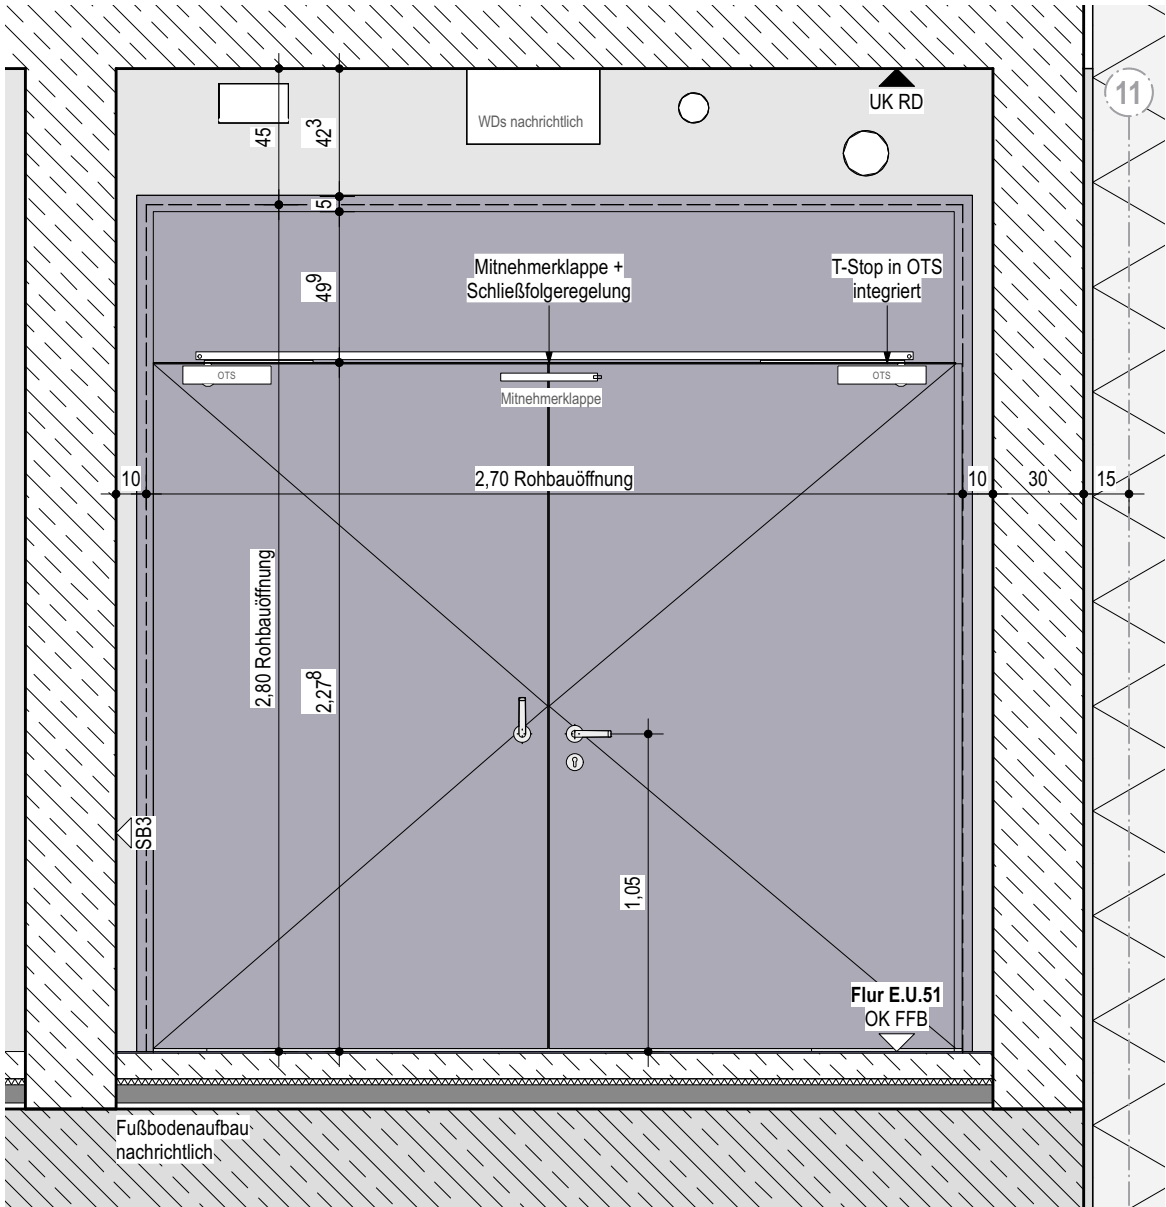 11
UK RD
WDs nachrichtlich
45
42³
5
Mitnehmerklappe +
Schließfolgeregelung
T-Stop in OTS
integriert
49⁹
OTS
OTS
Mitnehmerklappe
10
2,70 Rohbauöffnung
10
30
15
2,80 Rohbauöffnung
2,27⁸
SB3
1,05
Flur E.U.51
OK FFB
Fußbodenaufbau
nachrichtlich